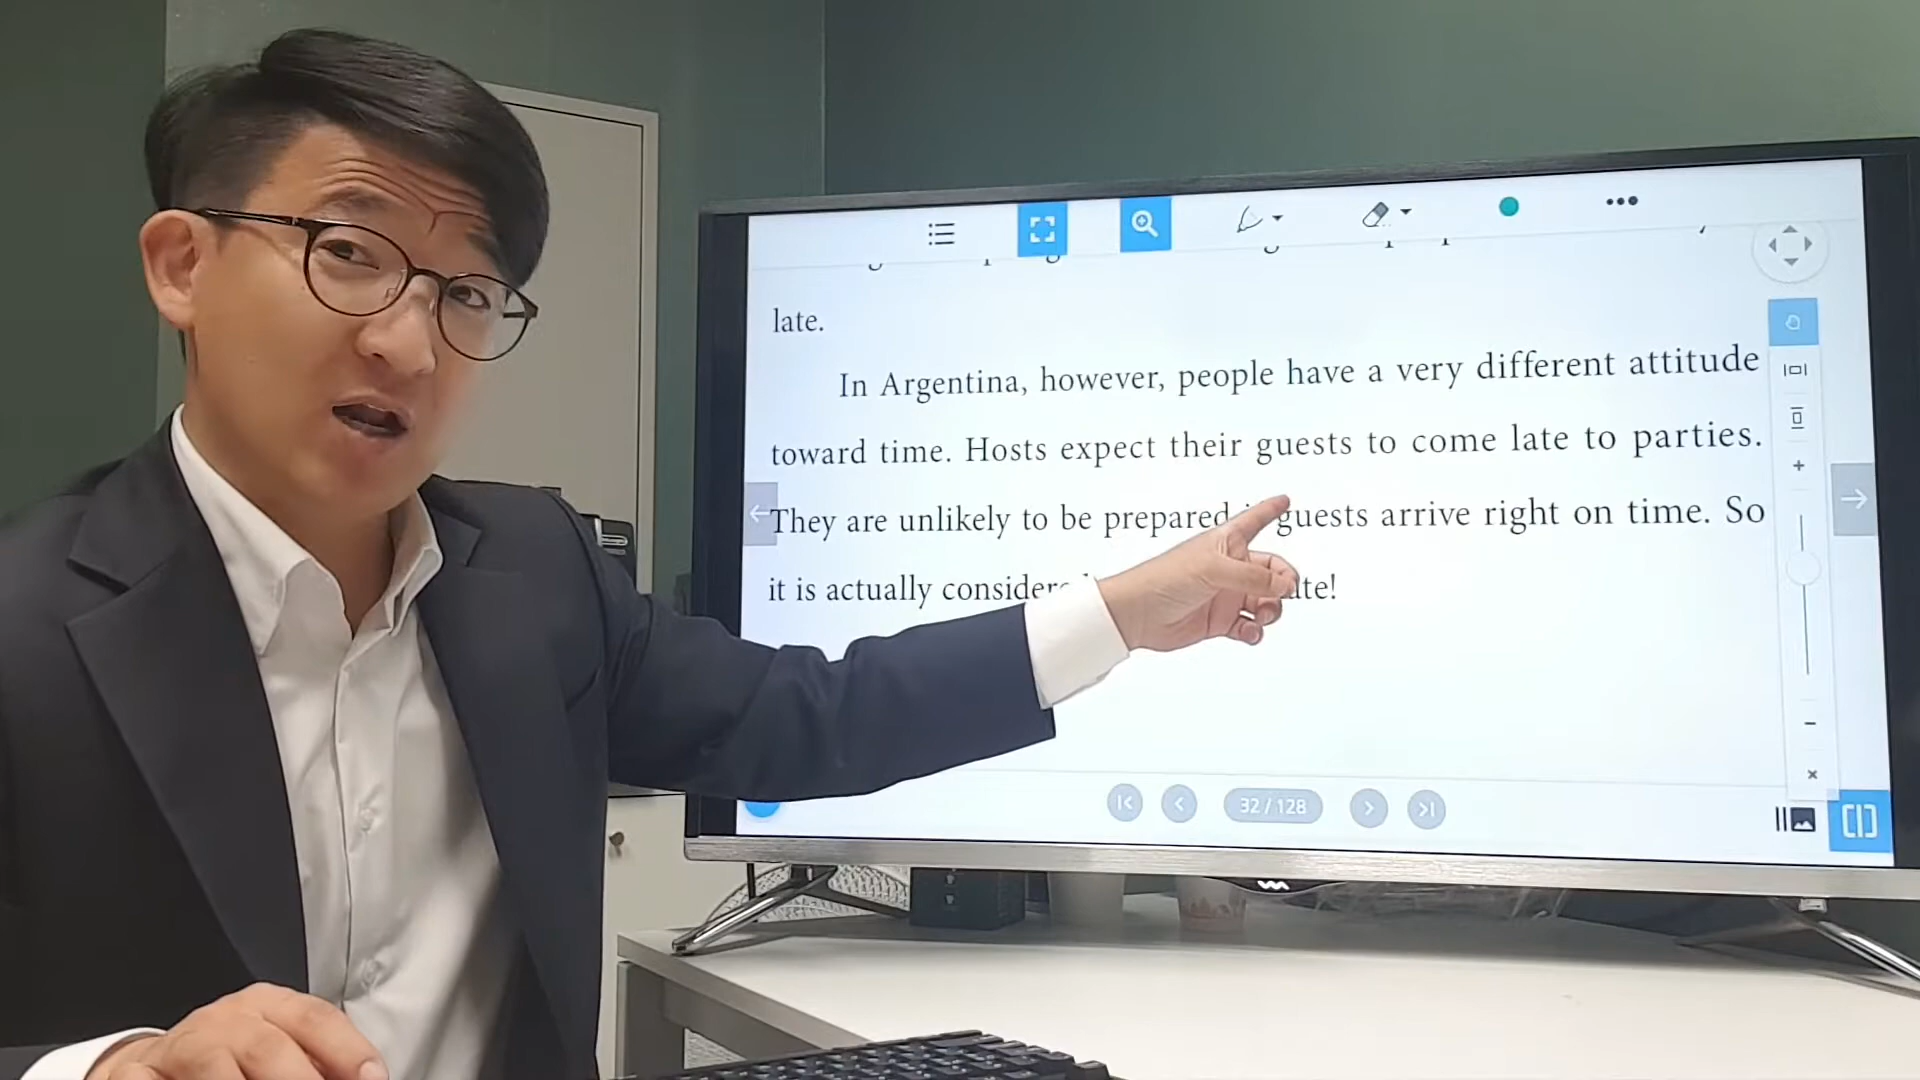 late.
In Argentina, however, people have a very different attitude
toward time. Hosts expect their guests to come late to parties.
They are unlikely to be prepared guests arrive right on time. So
it is actually
32 / 128